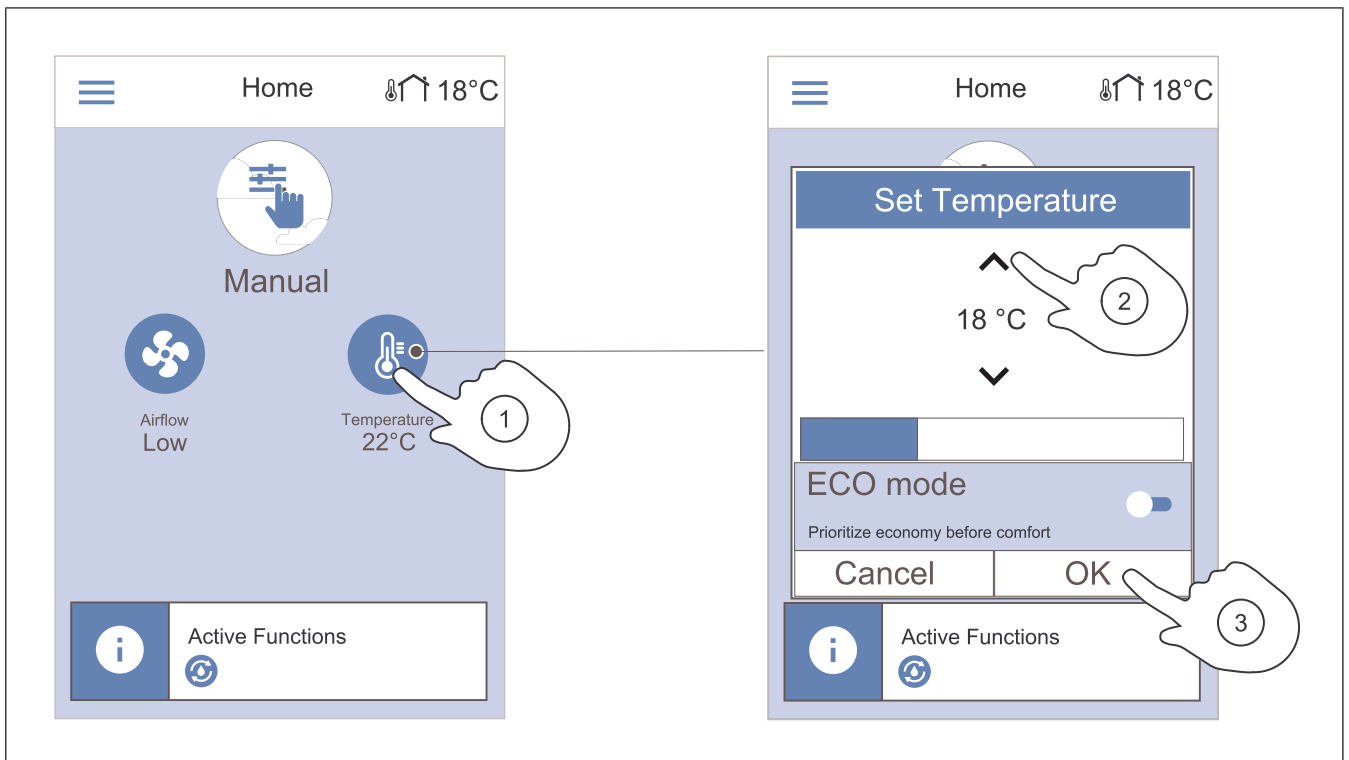 Home 18°C
Manual
Airflow
Low
Temperature
22°C
1
i
Active Functions
Home 18°C
Set Temperature
2
18 °C
ECO mode
Prioritize economy before comfort
Cancel OK
3
i
Active Functions